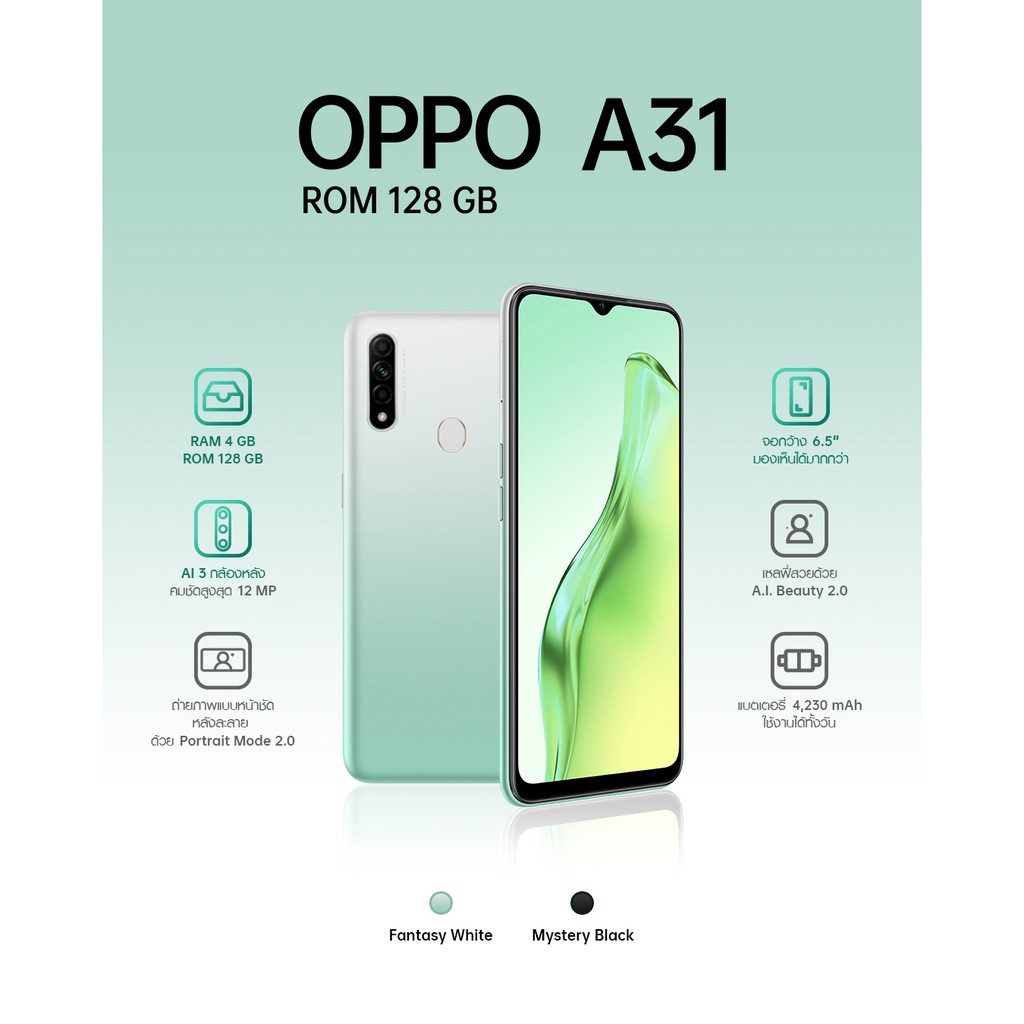 OPPO A31
ROM 128 GB
RAM 4 GB
ROM 128 GB
AI 3 กล้องหลัง
คมชัดสูงสุด 12 MP
ถ่ายภาพแบบหน้าชัด
หลังละลาย
ด้วย Portrait Mode 2.0
จอกว้าง 6.5"
มองเห็นได้มากกว่า
เซลฟี่สวยด้วย
A.I. Beauty 2.0
แบตเตอรี่ 4,230 mAh
ใช้งานได้ทั้งวัน
Fantasy White
Mystery Black